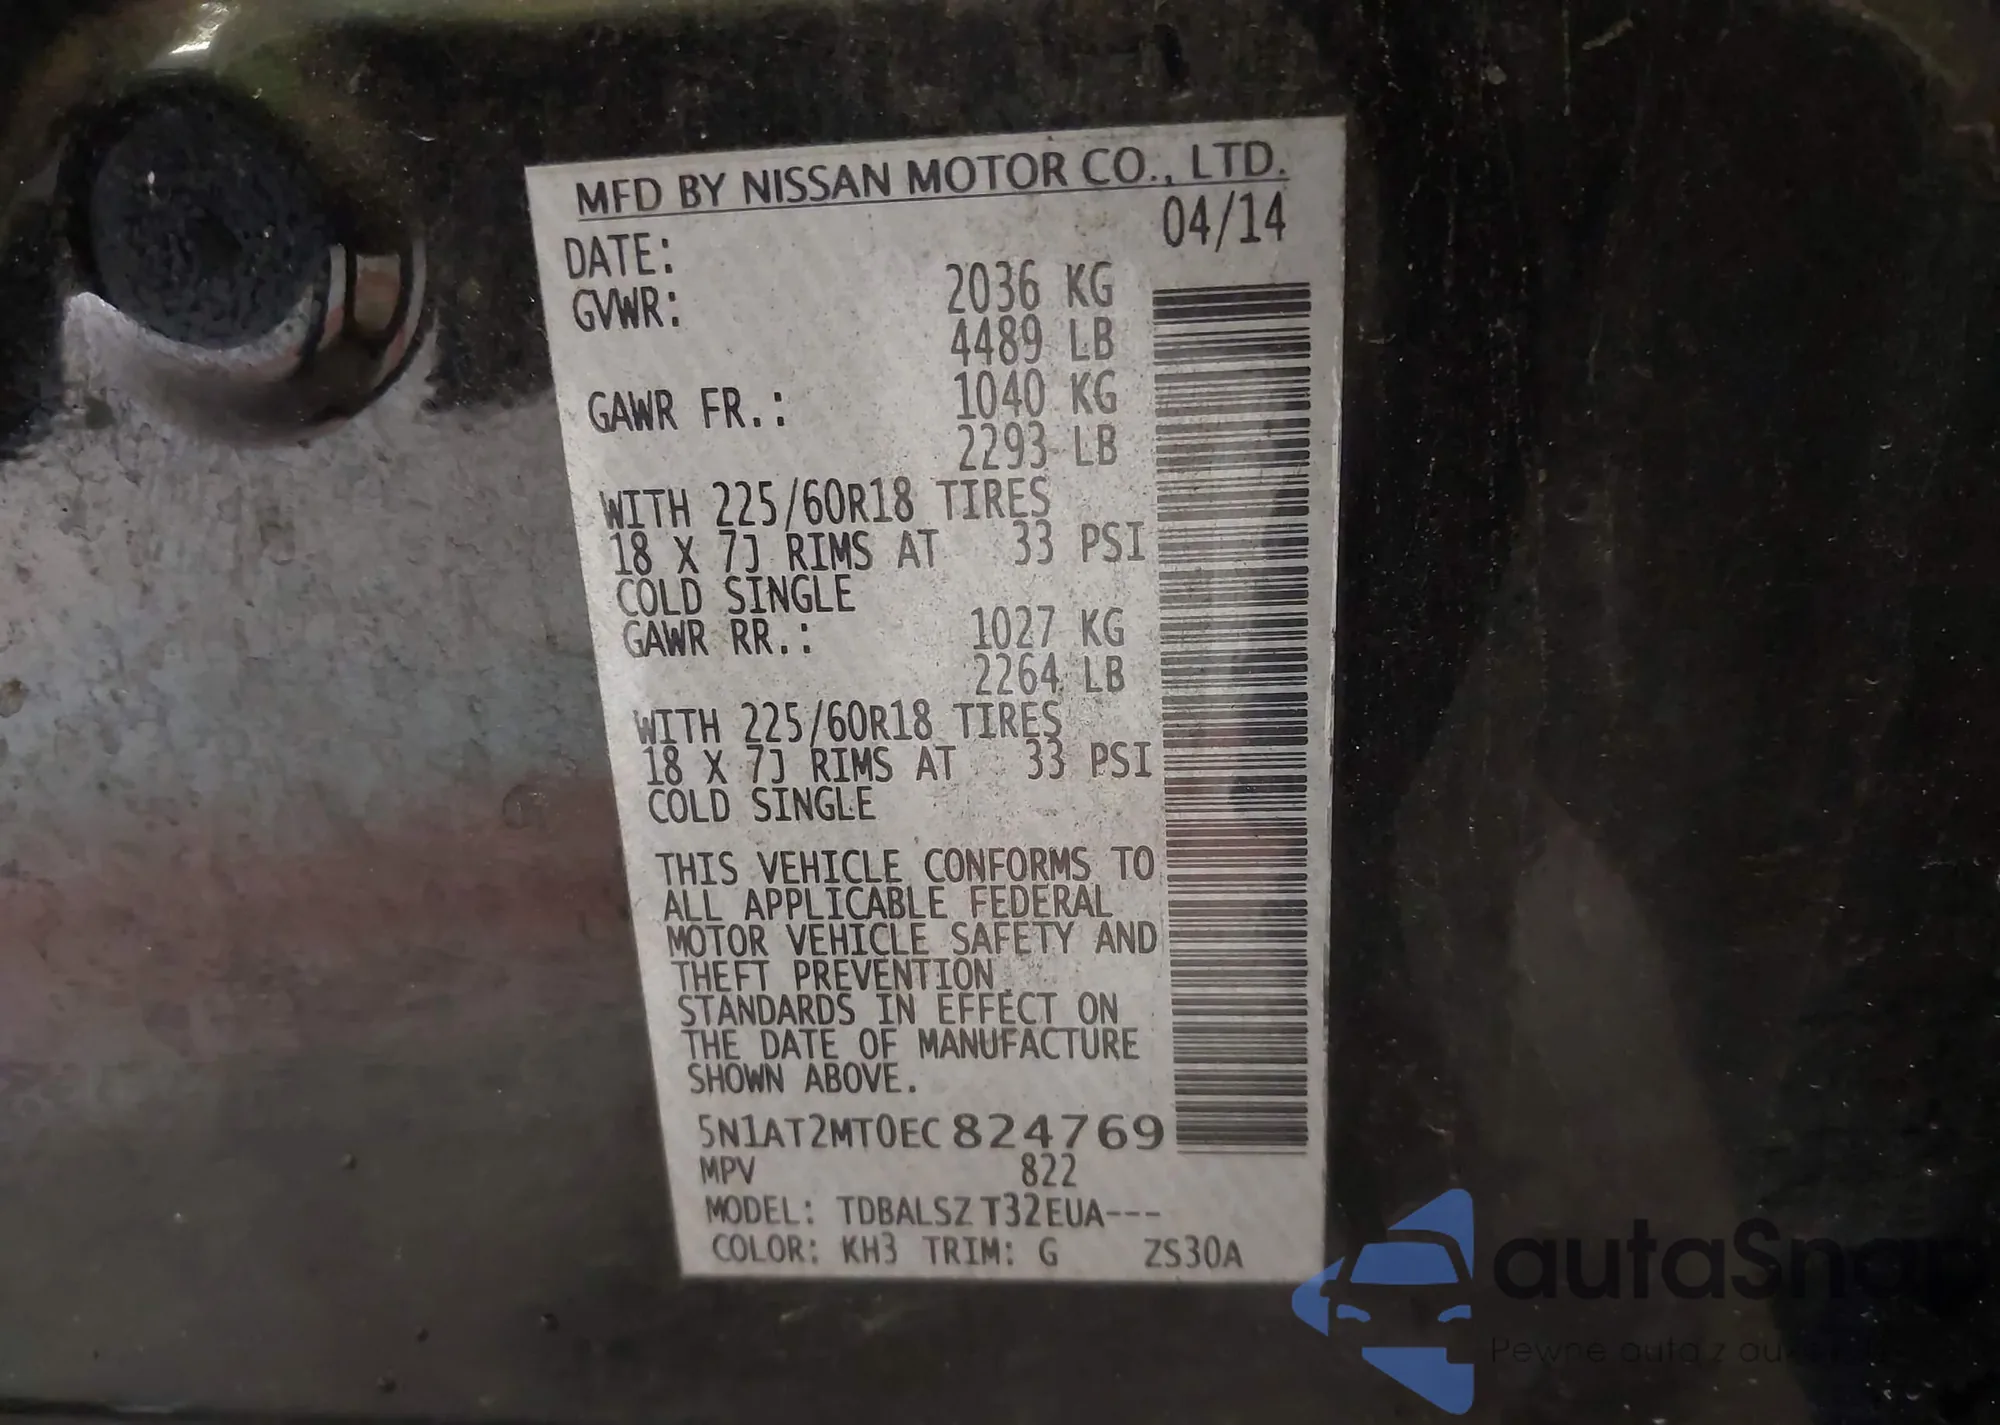 MFD BY NISSAN MOTOR CO., LTD.
DATE: 04/14
GVWR: 2036 KG
4489 LB
GAWR FR.: 1040 KG
2293 LB
WITH 225/60R18 TIRES
18 X 7J RIMS AT 33 PSI
COLD SINGLE
GAWR RR.: 1027 KG
2264 LB
WITH 225/60R18 TIRES
18 X 7J RIMS AT 33 PSI
COLD SINGLE
THIS VEHICLE CONFORMS TO
ALL APPLICABLE FEDERAL
MOTOR VEHICLE SAFETY AND
THEFT PREVENTION
STANDARDS IN EFFECT ON
THE DATE OF MANUFACTURE
SHOWN ABOVE.
5N1AT2MT0EC824769
MPV 822
MODEL: TDBALSZ T32EUA---
COLOR: KH3 TRIM: G ZS30A
autaSnap
Pewne auta z